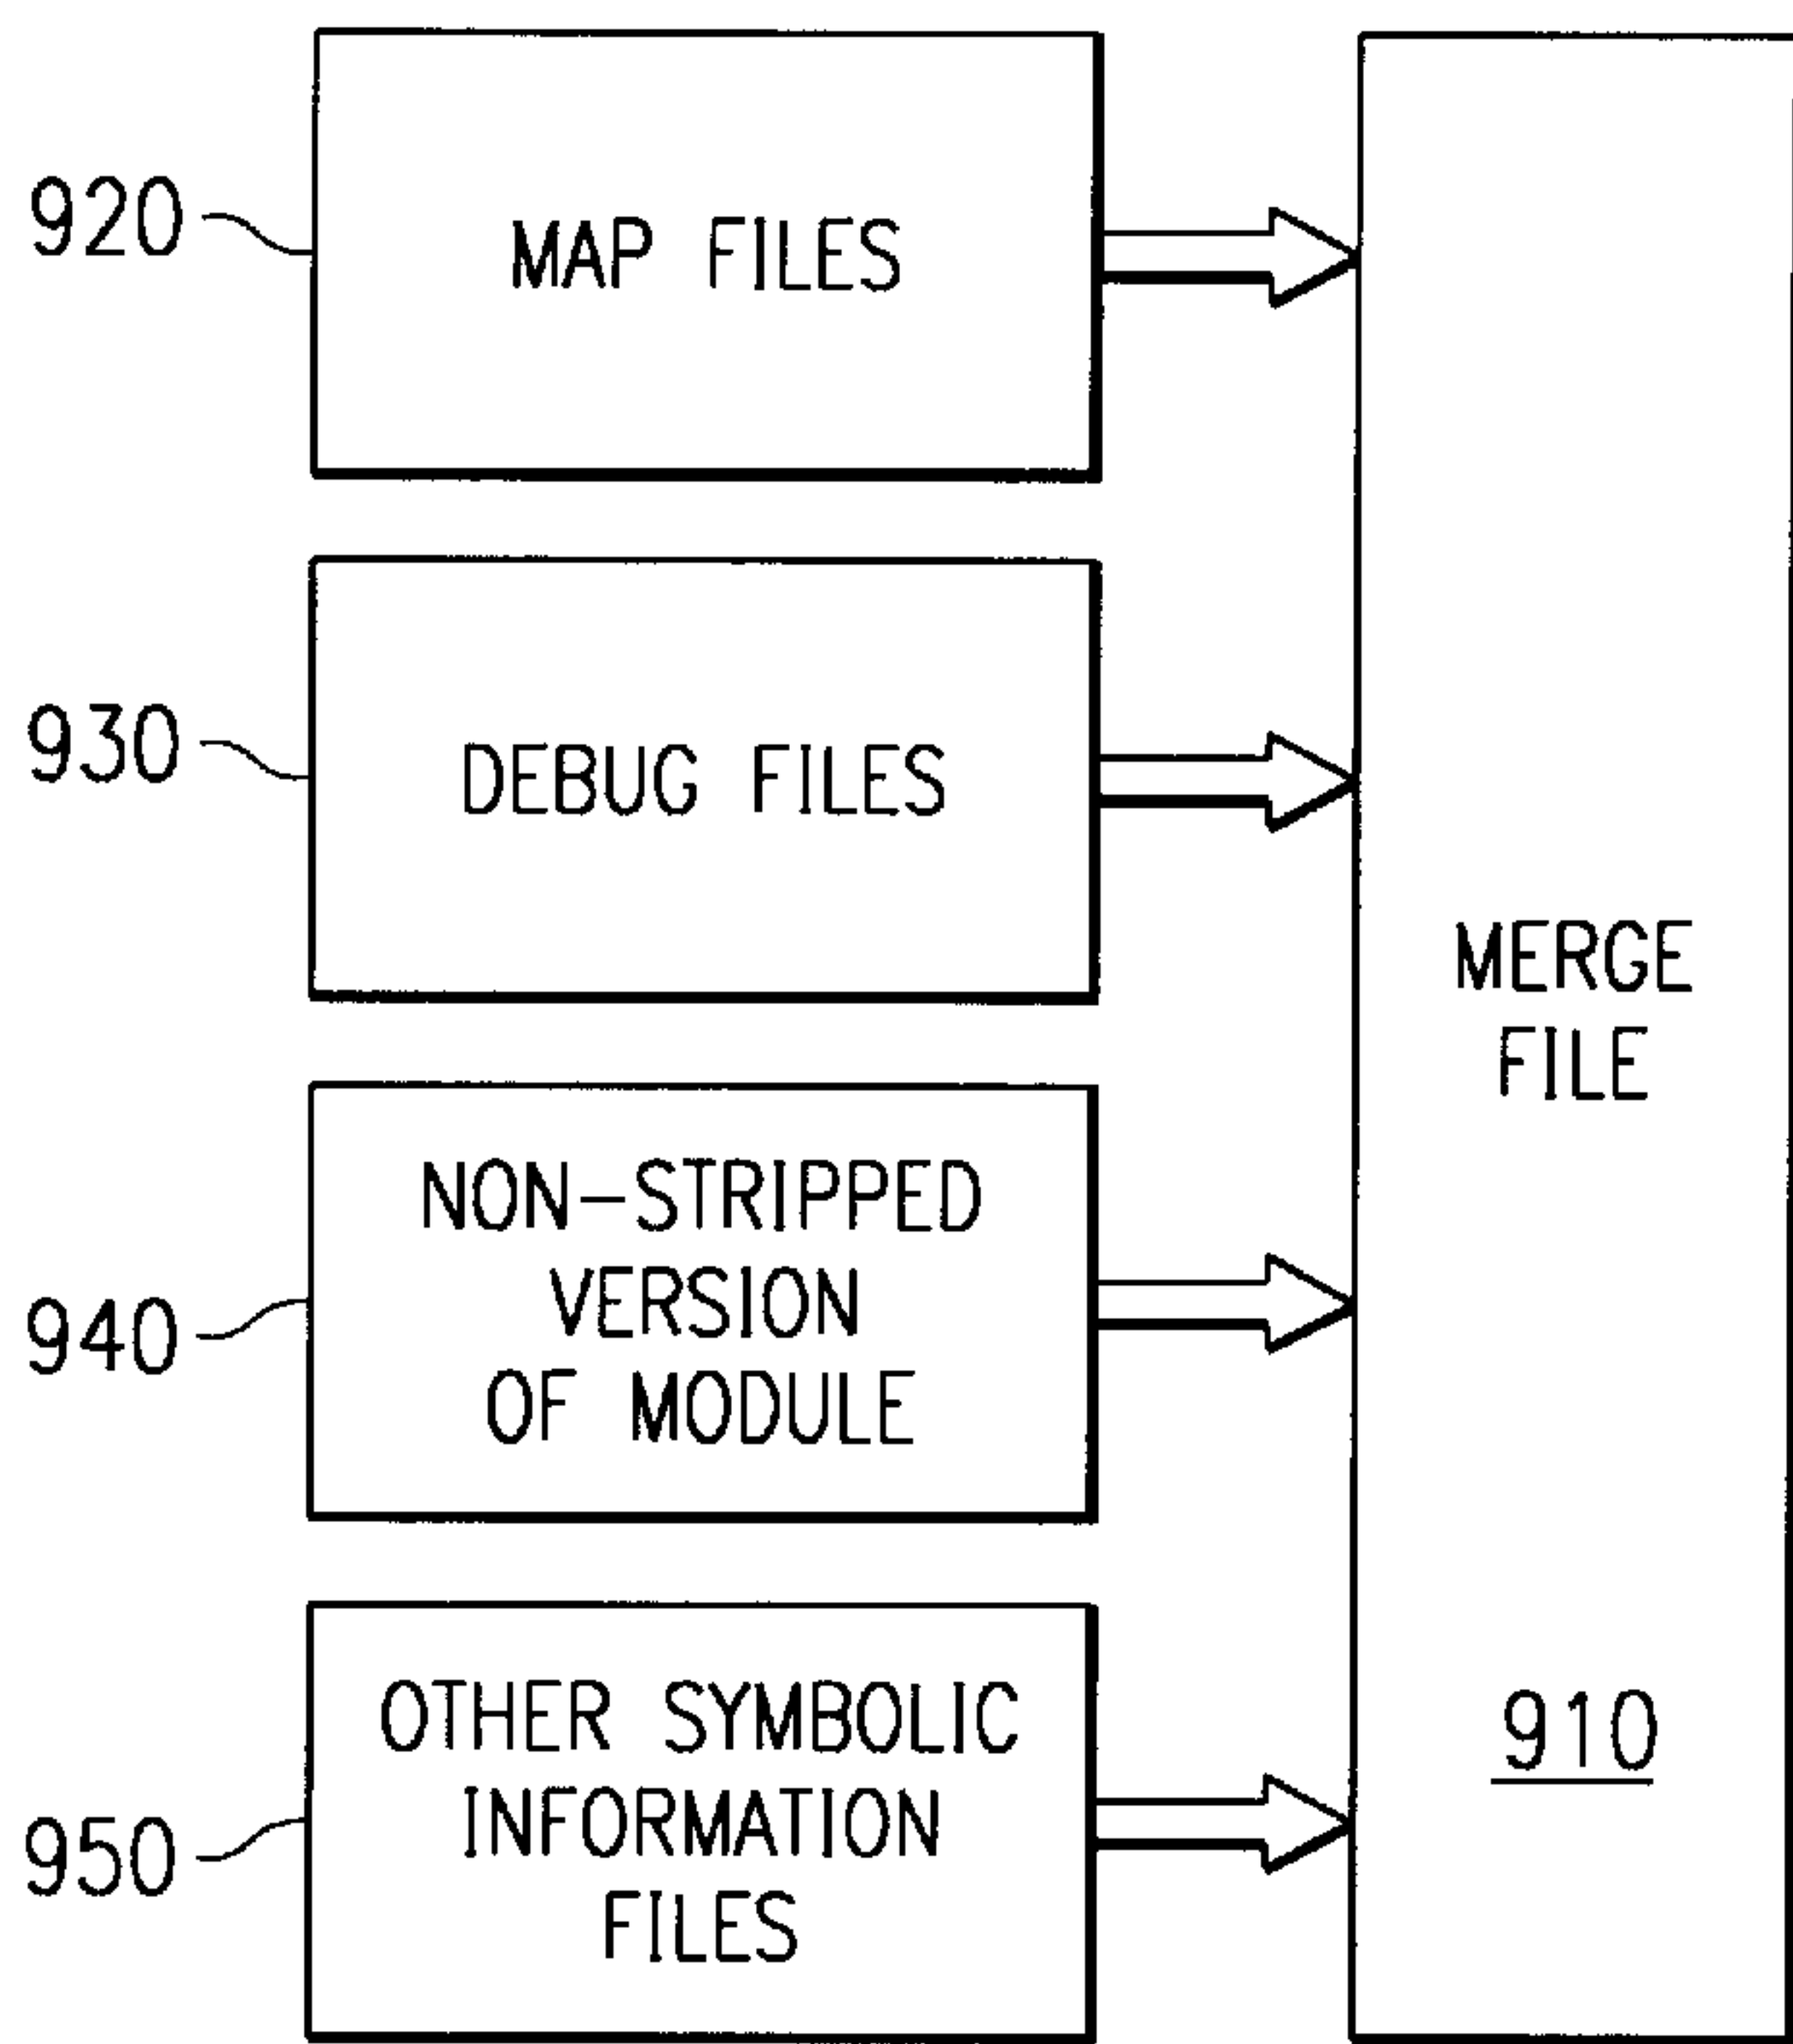 920
MAP FILES
930
DEBUG FILES
MERGE
FILE
940
NON-STRIPPED
VERSION
OF MODULE
950
OTHER SYMBOLIC
INFORMATION
FILES
910